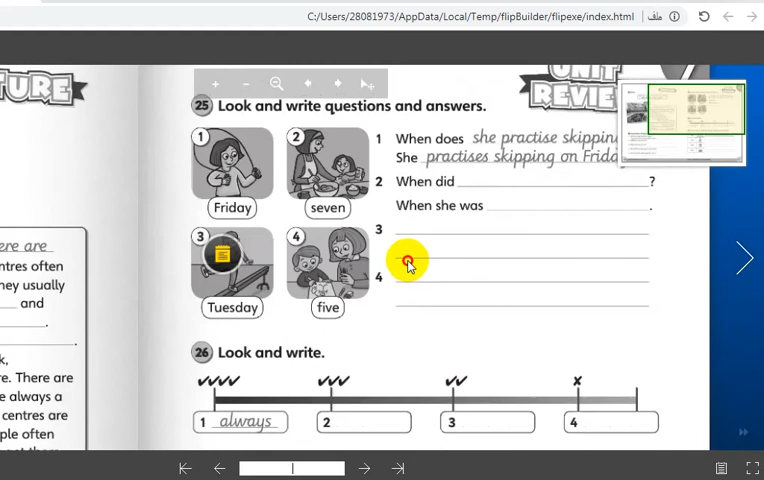 C:/Users/28081973/AppData/Local/Temp/flipBuilder/flipexe/index.html
ملف
UNIT
REVIE
25 Look and write questions and answers.
1
Friday
2
seven
3
Tuesday
4
five
1 When does she practise skippin
She practises skipping on Frida
2 When did ?
When she was .
3
4
ere are
ntres often
hey usually
and
.
.
k,
re. There are
e always a
centres are
ple often
26 Look and write.
✓✓✓✓ ✓✓✓ ✓✓ ✗
1 always 2 3 4